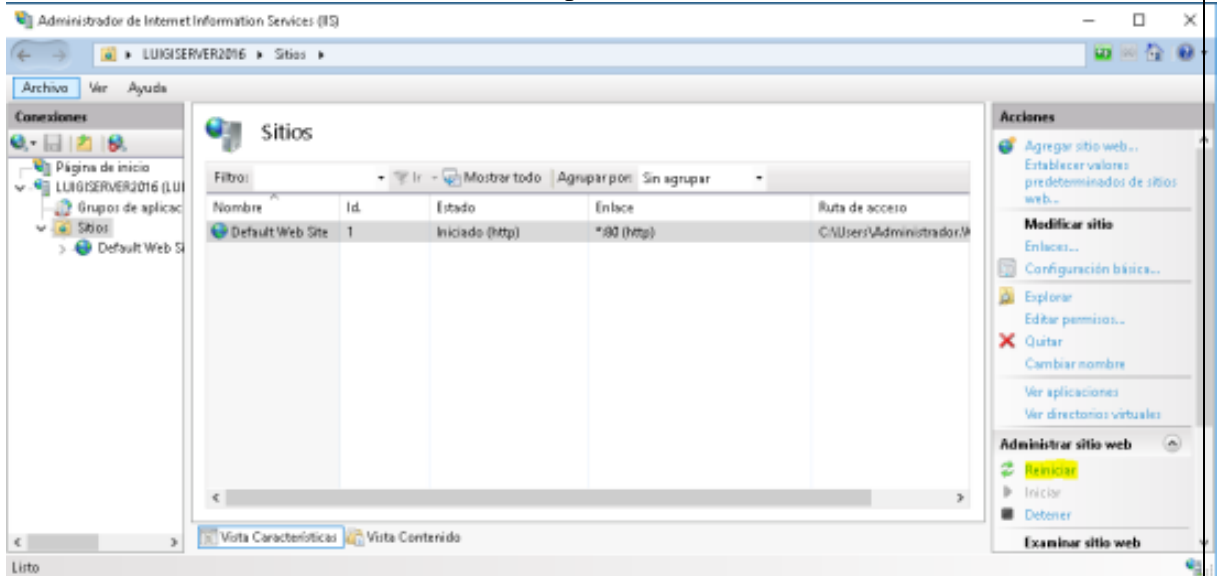 Administrador de Internet Information Services (IIS)
LUIGISERVER2016 Sitios
Archivo Ver Ayuda
Conexiones
Página de inicio
LUIGISERVER2016 (LUI
Grupos de aplicac
Sitios
Default Web Si
Sitios
Filtro: Ir Mostrar todo Agrupar por: Sin agrupar
Nombre Id. Estado Enlace Ruta de acceso
Default Web Site 1 Iniciado (http) *:80 (http) C:\Users\Administrador.W
Vista Características Vista Contenido
Acciones
Agregar sitio web...
Establecer valores
predeterminados de sitios
web...
Modificar sitio
Enlaces...
Configuración básica...
Explorar
Editar permisos...
Quitar
Cambiar nombre
Ver aplicaciones
Ver directorios virtuales
Administrar sitio web
Reiniciar
Iniciar
Detener
Examinar sitio web
Listo